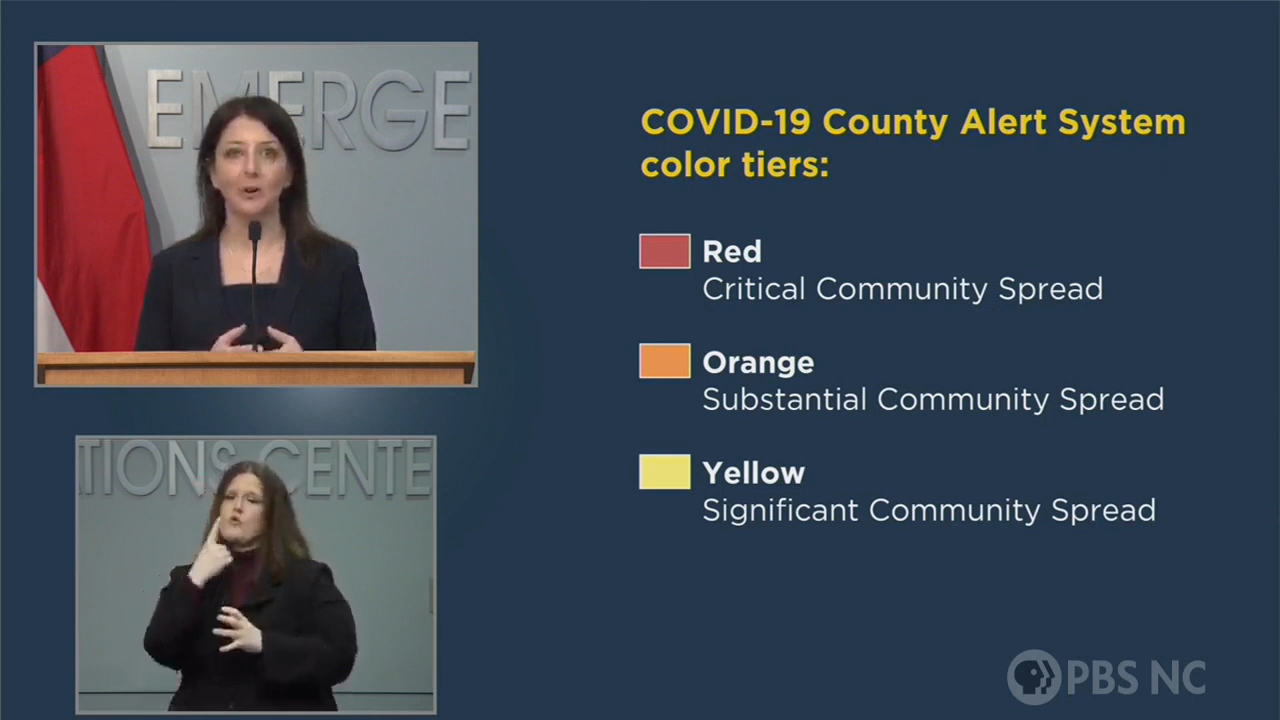 EMERGE
COVID-19 County Alert System
color tiers:
Red
Critical Community Spread
Orange
Substantial Community Spread
Yellow
Significant Community Spread
TIONS CENTE
PBS NC